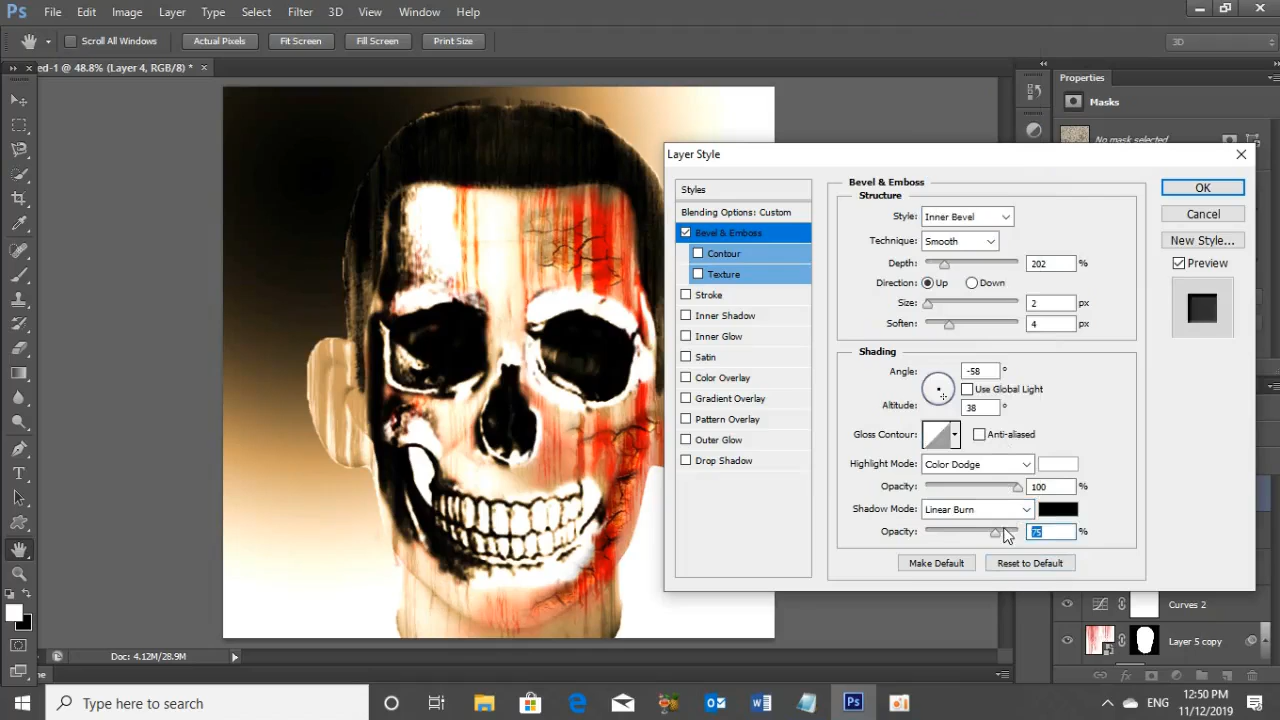 Ps File Edit Image Layer Type Select Filter 3D View Window Help
Scroll All Windows Actual Pixels Fit Screen Fill Screen Print Size 3D
ed-1 @ 48.8% (Layer 4, RGB/8) * ×
Properties
Masks
No mask selected
Layer Style
Styles
Blending Options: Custom
Bevel & Emboss
Contour
Texture
Stroke
Inner Shadow
Inner Glow
Satin
Color Overlay
Gradient Overlay
Pattern Overlay
Outer Glow
Drop Shadow
Bevel & Emboss
Structure
Style: Inner Bevel
Technique: Smooth
Depth: 202 %
Direction: Up Down
Size: 2 px
Soften: 4 px
Shading
Angle: -58 °
Use Global Light
Altitude: 38 °
Gloss Contour: Anti-aliased
Highlight Mode: Color Dodge
Opacity: 100 %
Shadow Mode: Linear Burn
Opacity: 75 %
Make Default Reset to Default
OK
Cancel
New Style...
Preview
Curves 2
Layer 5 copy
fx
Doc: 4.12M/28.9M
Type here to search
ENG
12:50 PM
11/12/2019